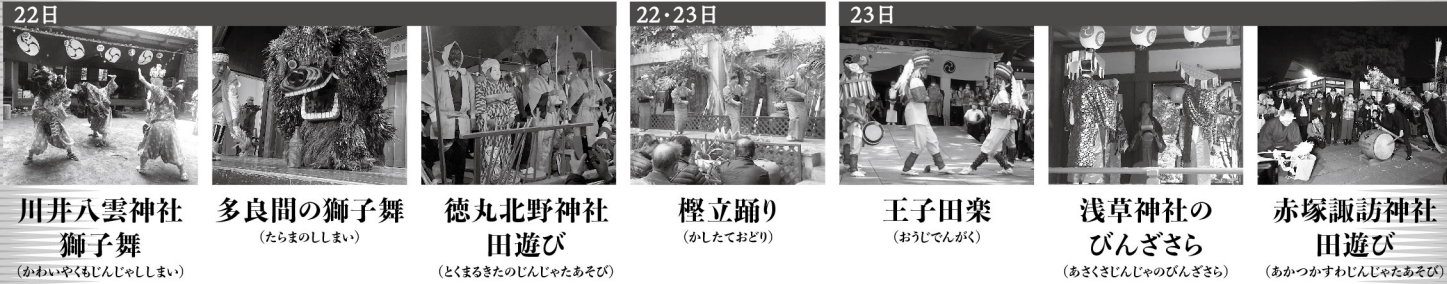 22日
川井八雲神社
獅子舞
（かわいやくもじんじゃししまい）
多良間の獅子舞
（たらまのししまい）
徳丸北野神社
田遊び
（とくまるきたのじんじゃたあそび）
22・23日
樫立踊り
（かしたておどり）
23日
王子田楽
（おうじでんがく）
浅草神社の
びんざさら
（あさくさじんじゃのびんざさら）
赤塚諏訪神社
田遊び
（あかつかすわじんじゃたあそび）